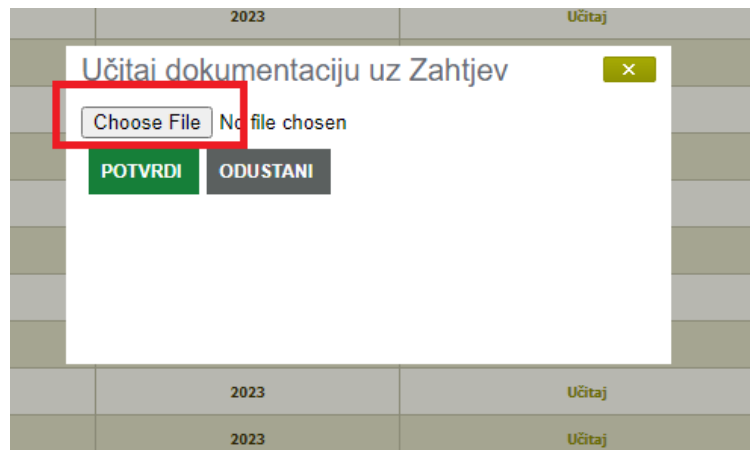 2023 Učitaj
Učitaj dokumentaciju uz Zahtjev ×
Choose File No file chosen
POTVRDI ODUSTANI
2023 Učitaj
2023 Učitaj